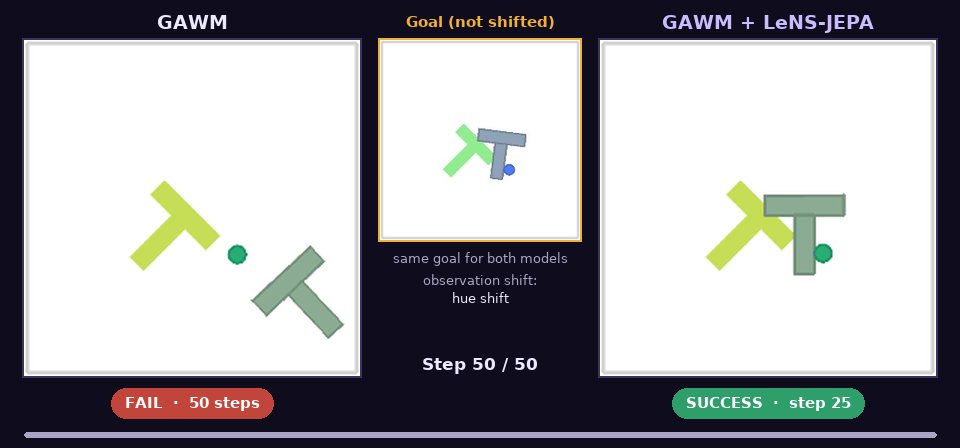 GAWM
Goal (not shifted)
GAWM + LeNS-JEPA
same goal for both models
observation shift:
hue shift
Step 50 / 50
FAIL · 50 steps
SUCCESS · step 25